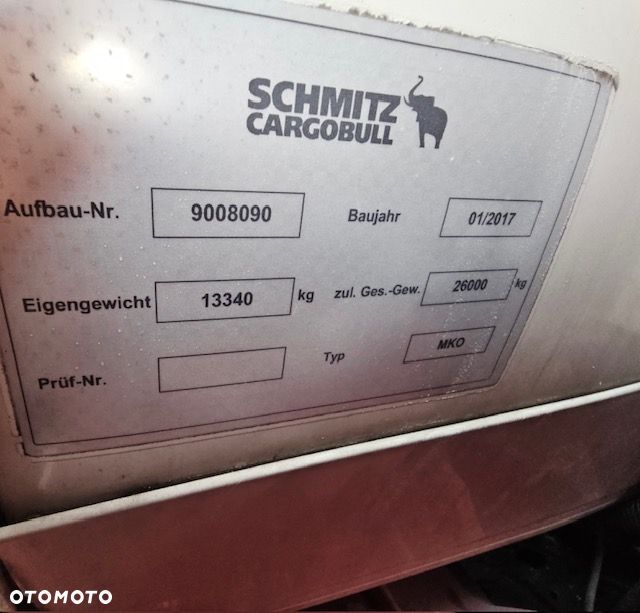 SCHMITZ
CARGOBULL
Aufbau-Nr. 9008090 Baujahr 01/2017
Eigengewicht 13340 kg zul. Ges.-Gew. 26000 kg
Prüf-Nr. Typ MKO
OTOMOTO